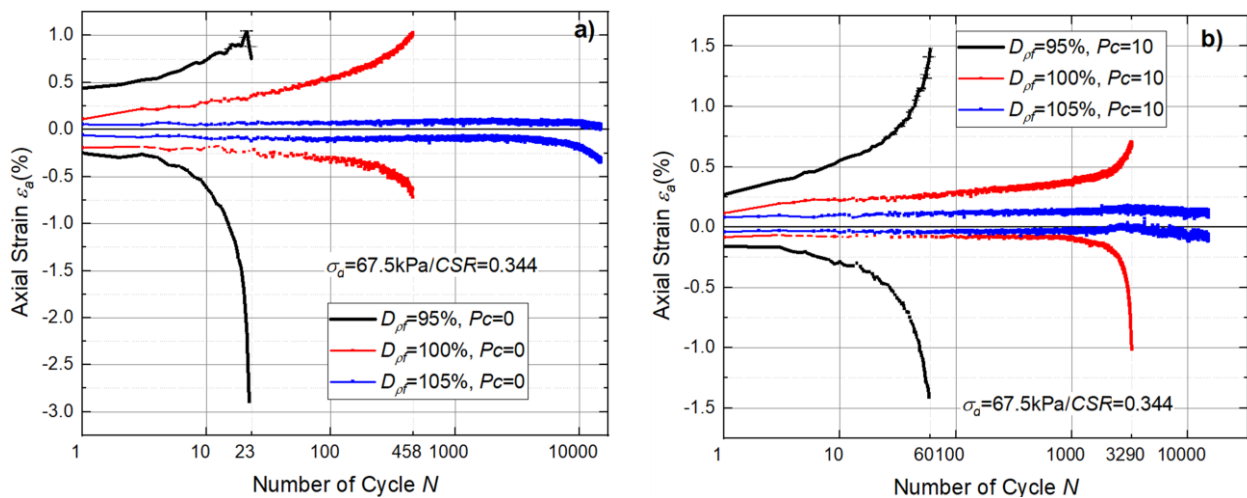 a)
Axial Strain εa(%)
1.0
0.5
0.0
-0.5
-1.0
-1.5
-2.0
-2.5
-3.0
σa=67.5kPa/CSR=0.344
Dρf=95%, Pc=0
Dρf=100%, Pc=0
Dρf=105%, Pc=0
1 10 23 100 458 1000 10000
Number of Cycle N
b)
Axial Strain εa(%)
1.5
1.0
0.5
0.0
-0.5
-1.0
-1.5
Dρf=95%, Pc=10
Dρf=100%, Pc=10
Dρf=105%, Pc=10
σa=67.5kPa/CSR=0.344
1 10 60 100 1000 3290 10000
Number of Cycle N